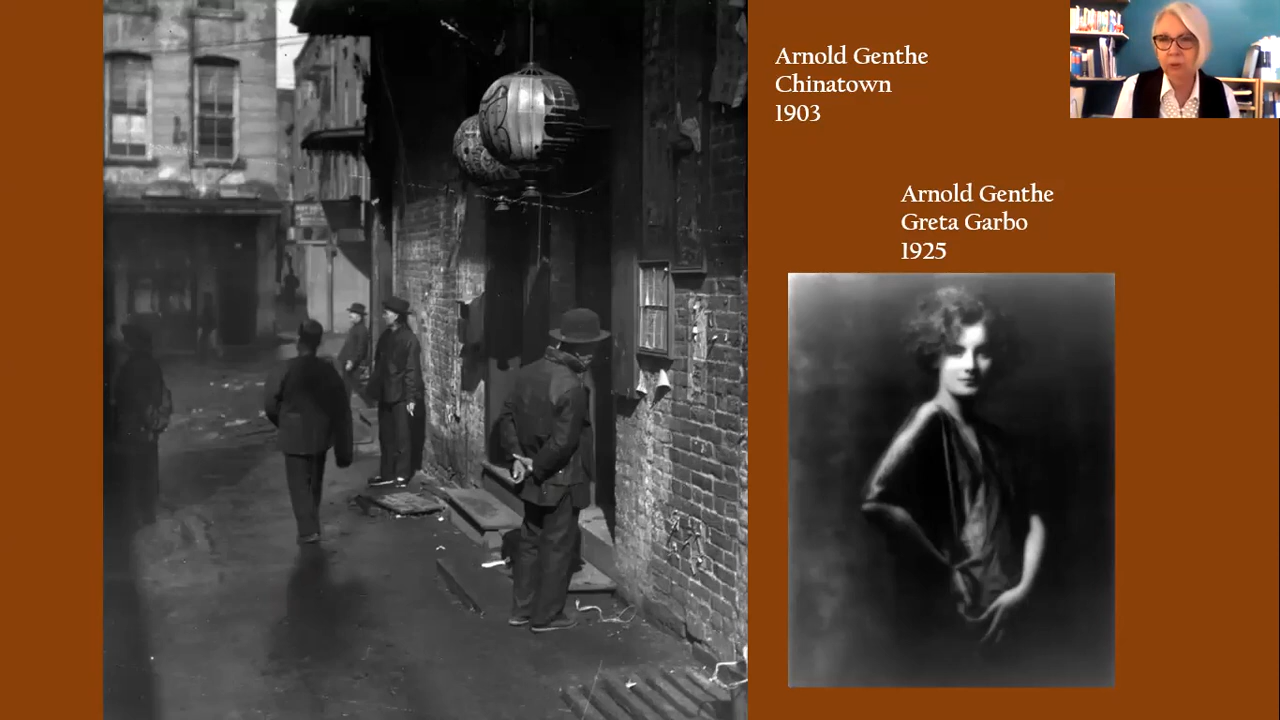 Arnold Genthe
Chinatown
1903
Arnold Genthe
Greta Garbo
1925